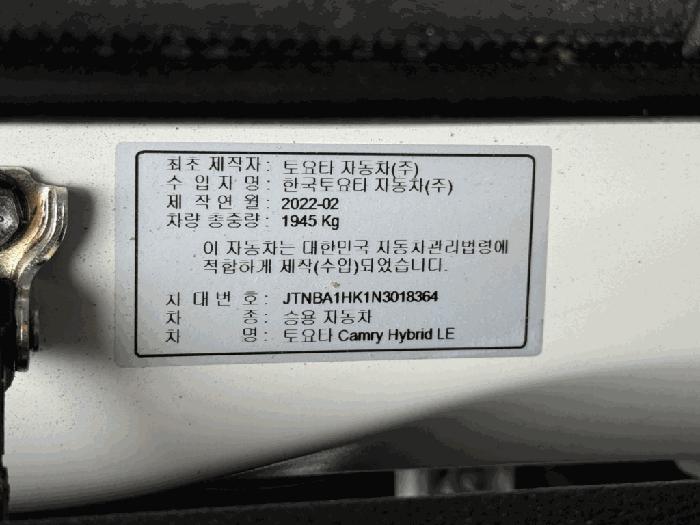 최초 제작자 : 토요타 자동차(주)
수 입 자 명 : 한국토요타 자동차(주)
제 작 연 월 : 2022-02
차량 총중량 : 1945 Kg
이 자동차는 대한민국 자동차관리법령에
적합하게 제작(수입)되었습니다.
차 대 번 호 : JTNBA1HK1N3018364
차 종 : 승용 자동차
차 명 : 토요타 Camry Hybrid LE